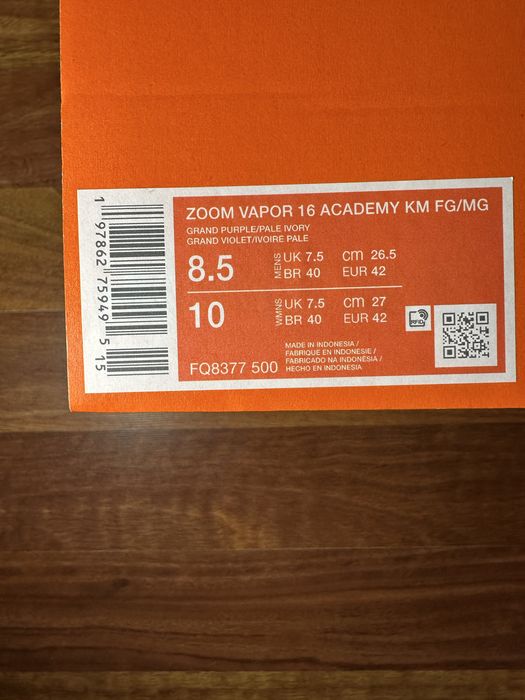 ZOOM VAPOR 16 ACADEMY KM FG/MG
GRAND PURPLE/PALE IVORY
GRAND VIOLET/IVOIRE PALE
8.5 MENS UK 7.5 cm 26.5
BR 40 EUR 42
10 WMNS UK 7.5 cm 27
BR 40 EUR 42
RFID
MADE IN INDONESIA /
FABRIQUE EN INDONESIE /
FABRICADO NA INDONÉSIA /
HECHO EN INDONESIA
FQ8377 500
1 97862 75949 5 15